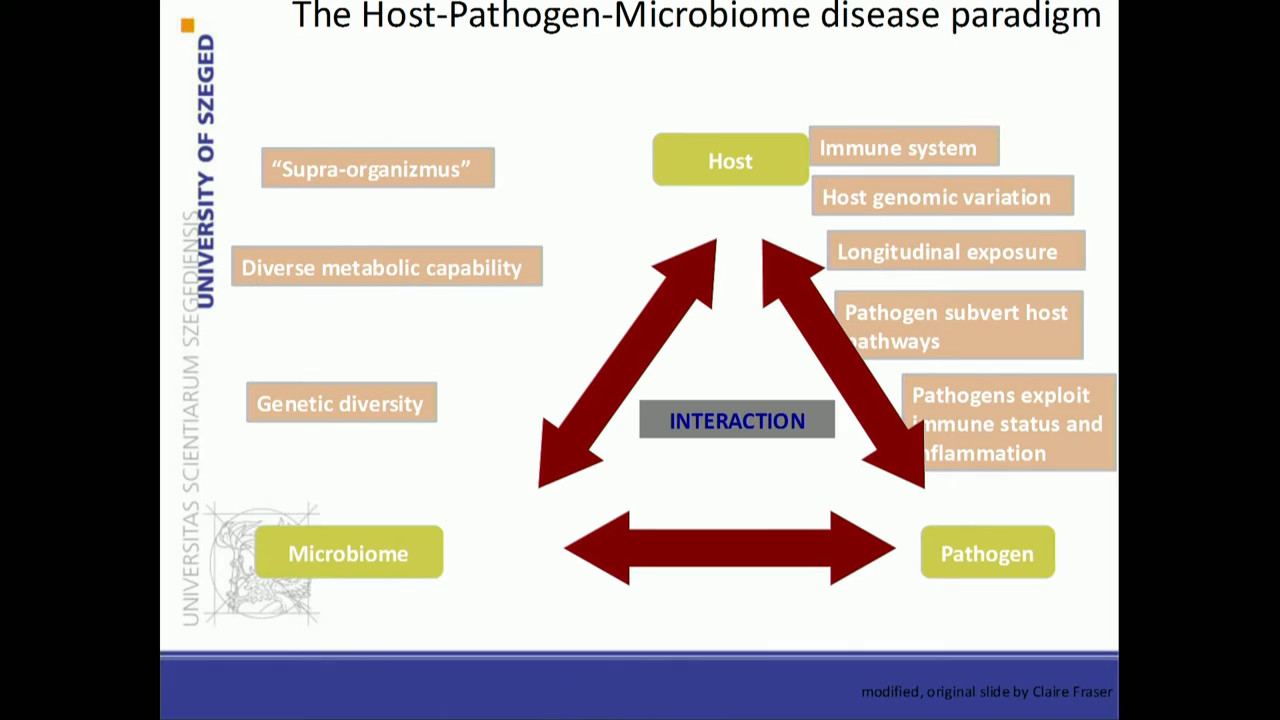 The Host-Pathogen-Microbiome disease paradigm
UNIVERSITY OF SZEGED
UNIVERSITAS SCIENTIARUM SZEGEDIENSIS
Host
Immune system
“Supra-organizmus”
Host genomic variation
Longitudinal exposure
Diverse metabolic capability
Pathogen subvert host
pathways
Genetic diversity
INTERACTION
Pathogens exploit
immune status and
inflammation
Microbiome
Pathogen
modified, original slide by Claire Fraser